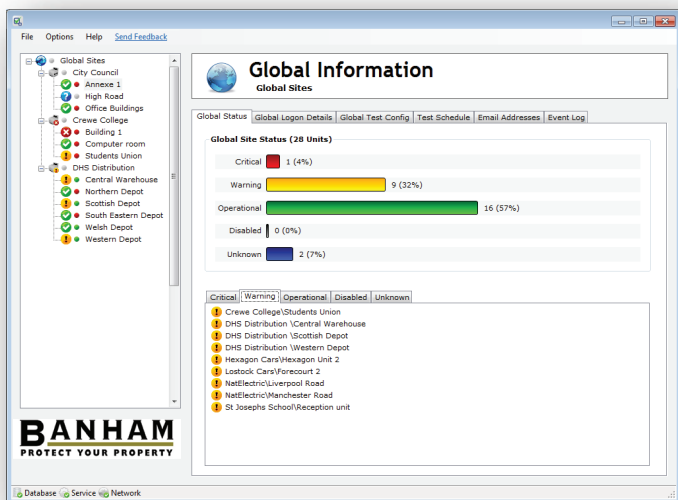 File Options Help Send Feedback
Global Sites
City Council
Annexe 1
High Road
Office Buildings
Crewe College
Building 1
Computer room
Students Union
DHS Distribution
Central Warehouse
Northern Depot
Scottish Depot
South Eastern Depot
Welsh Depot
Western Depot
BANHAM
PROTECT YOUR PROPERTY
Global Information
Global Sites
Global Status Global Logon Details Global Test Config Test Schedule Email Addresses Event Log
Global Site Status (28 Units)
Critical 1 (4%)
Warning 9 (32%)
Operational 16 (57%)
Disabled 0 (0%)
Unknown 2 (7%)
Critical Warning Operational Disabled Unknown
Crewe College\Students Union
DHS Distribution \Central Warehouse
DHS Distribution \Scottish Depot
DHS Distribution \Western Depot
Hexagon Cars\Hexagon Unit 2
Lostock Cars\Forecourt 2
NatElectric\Liverpool Road
NatElectric\Manchester Road
St Josephs School\Reception unit
Database Service Network